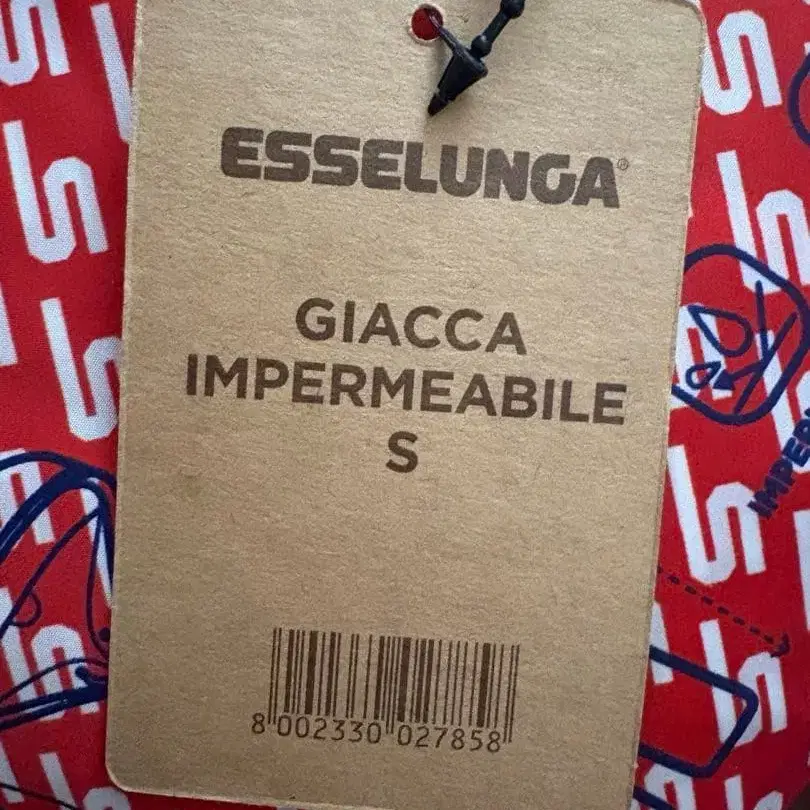 ESSELUNGA®
GIACCA
IMPERMEABILE
S
8 002330 027858